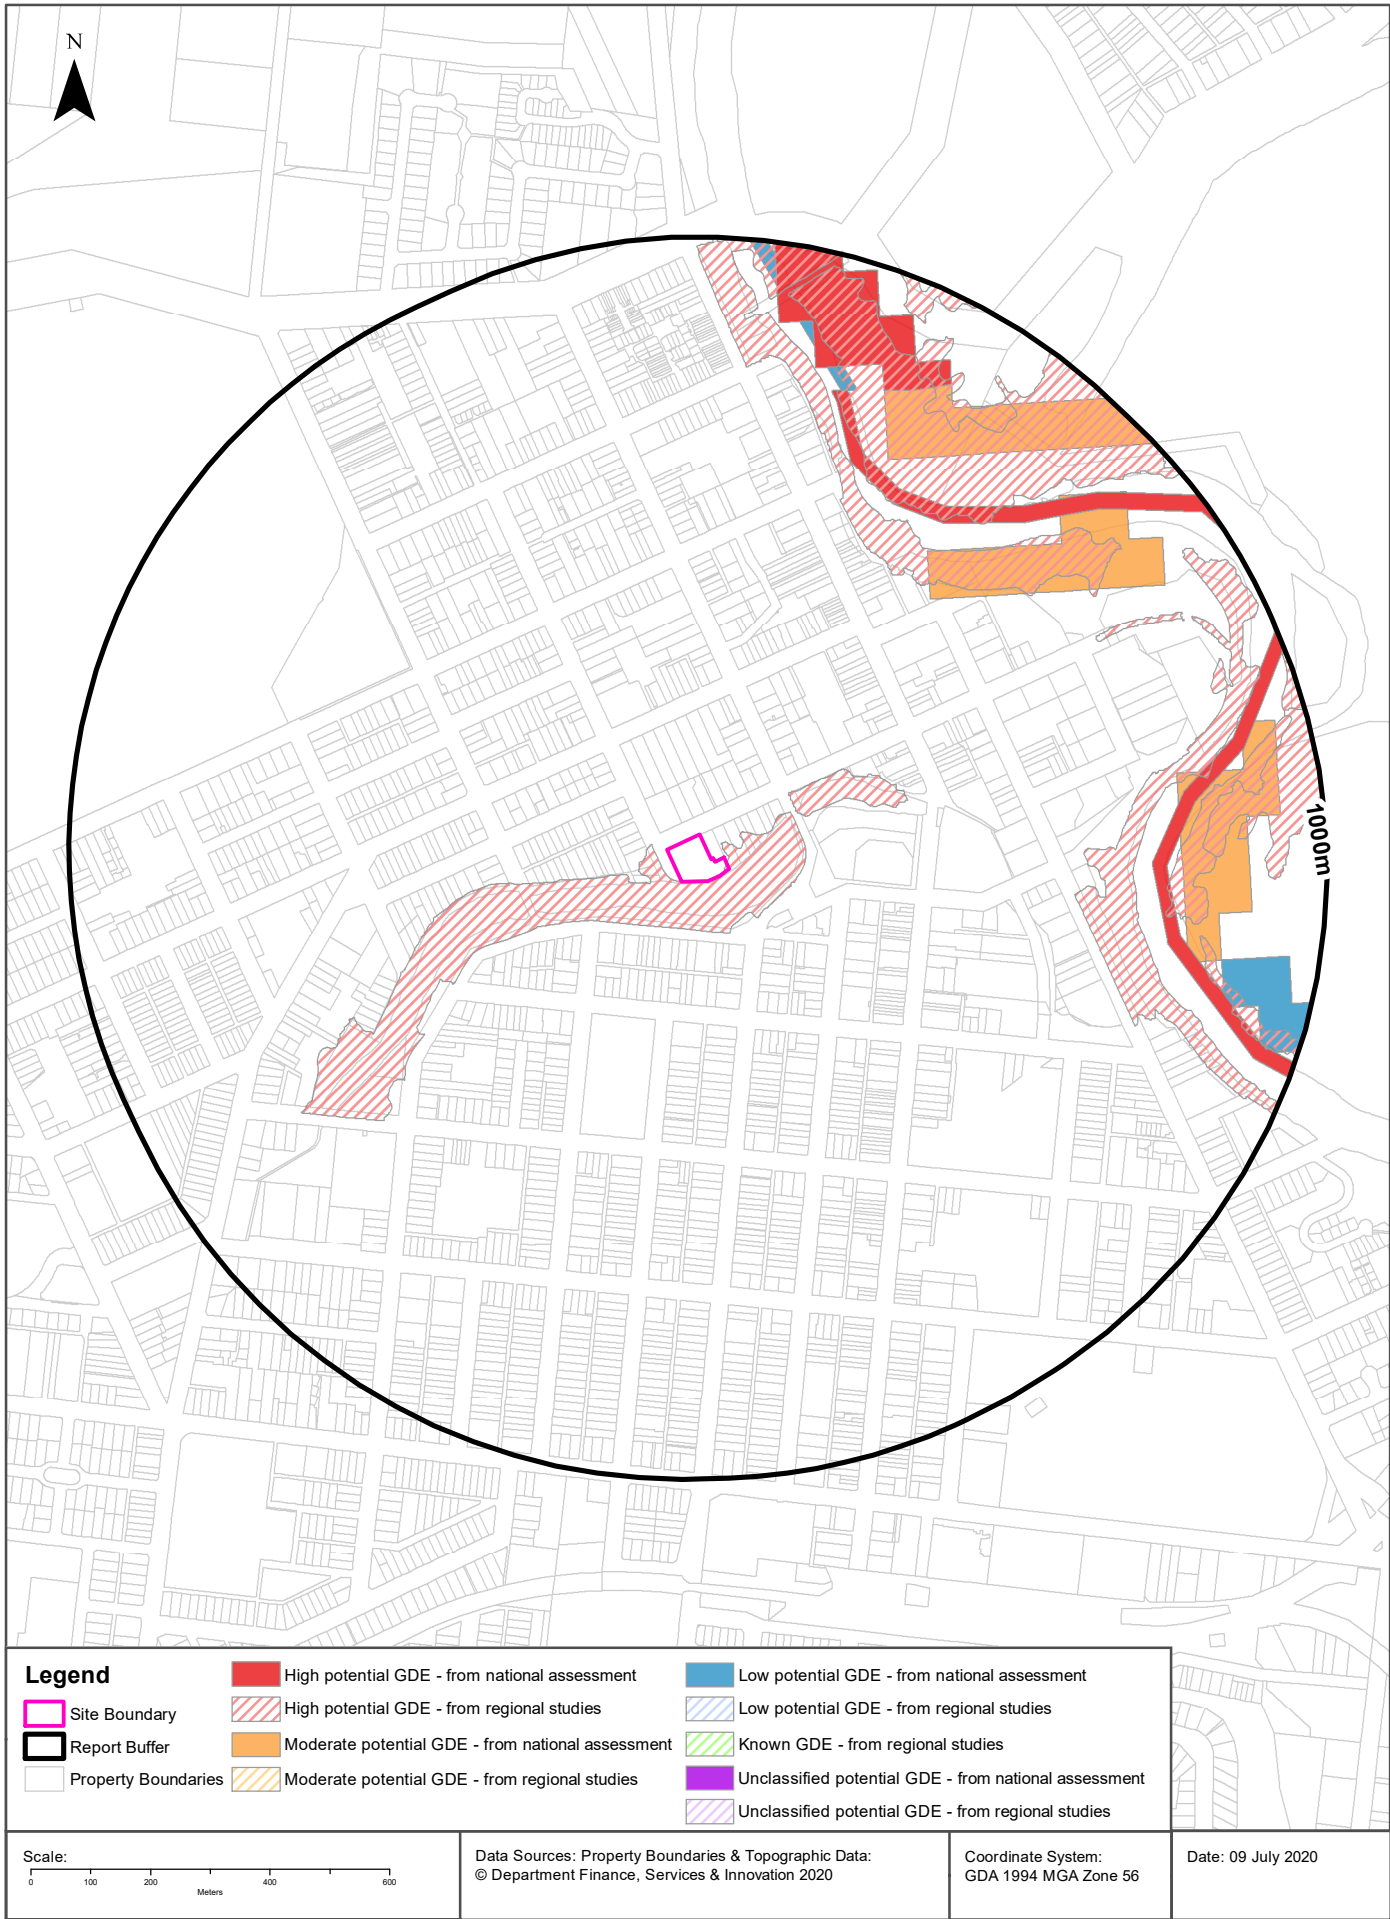 N
1000m
Legend
Site Boundary
Report Buffer
Property Boundaries
High potential GDE - from national assessment
High potential GDE - from regional studies
Moderate potential GDE - from national assessment
Moderate potential GDE - from regional studies
Low potential GDE - from national assessment
Low potential GDE - from regional studies
Known GDE - from regional studies
Unclassified potential GDE - from national assessment
Unclassified potential GDE - from regional studies
Scale:
0 100 200 400 600
Meters
Data Sources: Property Boundaries & Topographic Data:
© Department Finance, Services & Innovation 2020
Coordinate System:
GDA 1994 MGA Zone 56
Date: 09 July 2020